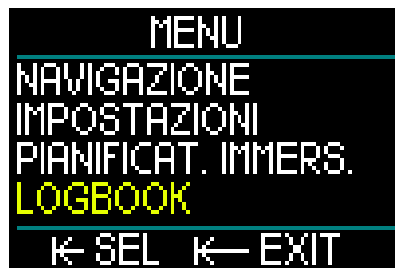 MENU
NAVIGAZIONE
IMPOSTAZIONI
PIANIFICAT. IMMERS.
LOGBOOK
SEL EXIT